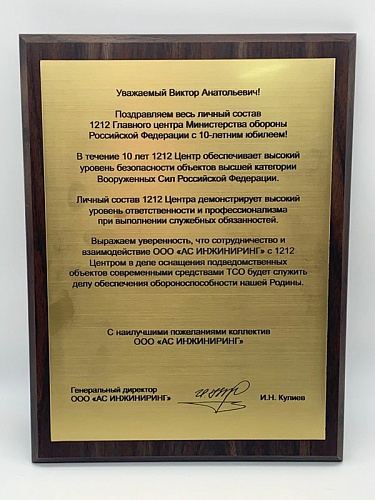 Уважаемый Виктор Анатольевич!
Поздравляем весь личный состав
1212 Главного центра Министерства обороны
Российской Федерации с 10-летним юбилеем!
В течение 10 лет 1212 Центр обеспечивает высокий
уровень безопасности объектов высшей категории
Вооруженных Сил Российской Федерации.
Личный состав 1212 Центра демонстрирует высокий
уровень ответственности и профессионализма
при выполнении служебных обязанностей.
Выражаем уверенность, что сотрудничество и
взаимодействие ООО «АС ИНЖИНИРИНГ» с 1212
Центром в деле оснащения подведомственных
объектов современными средствами ТСО будет служить
делу обеспечения обороноспособности нашей Родины.
С наилучшими пожеланиями коллектив
ООО «АС ИНЖИНИРИНГ»
Генеральный директор
ООО «АС ИНЖИНИРИНГ» И.Н. Кулиев